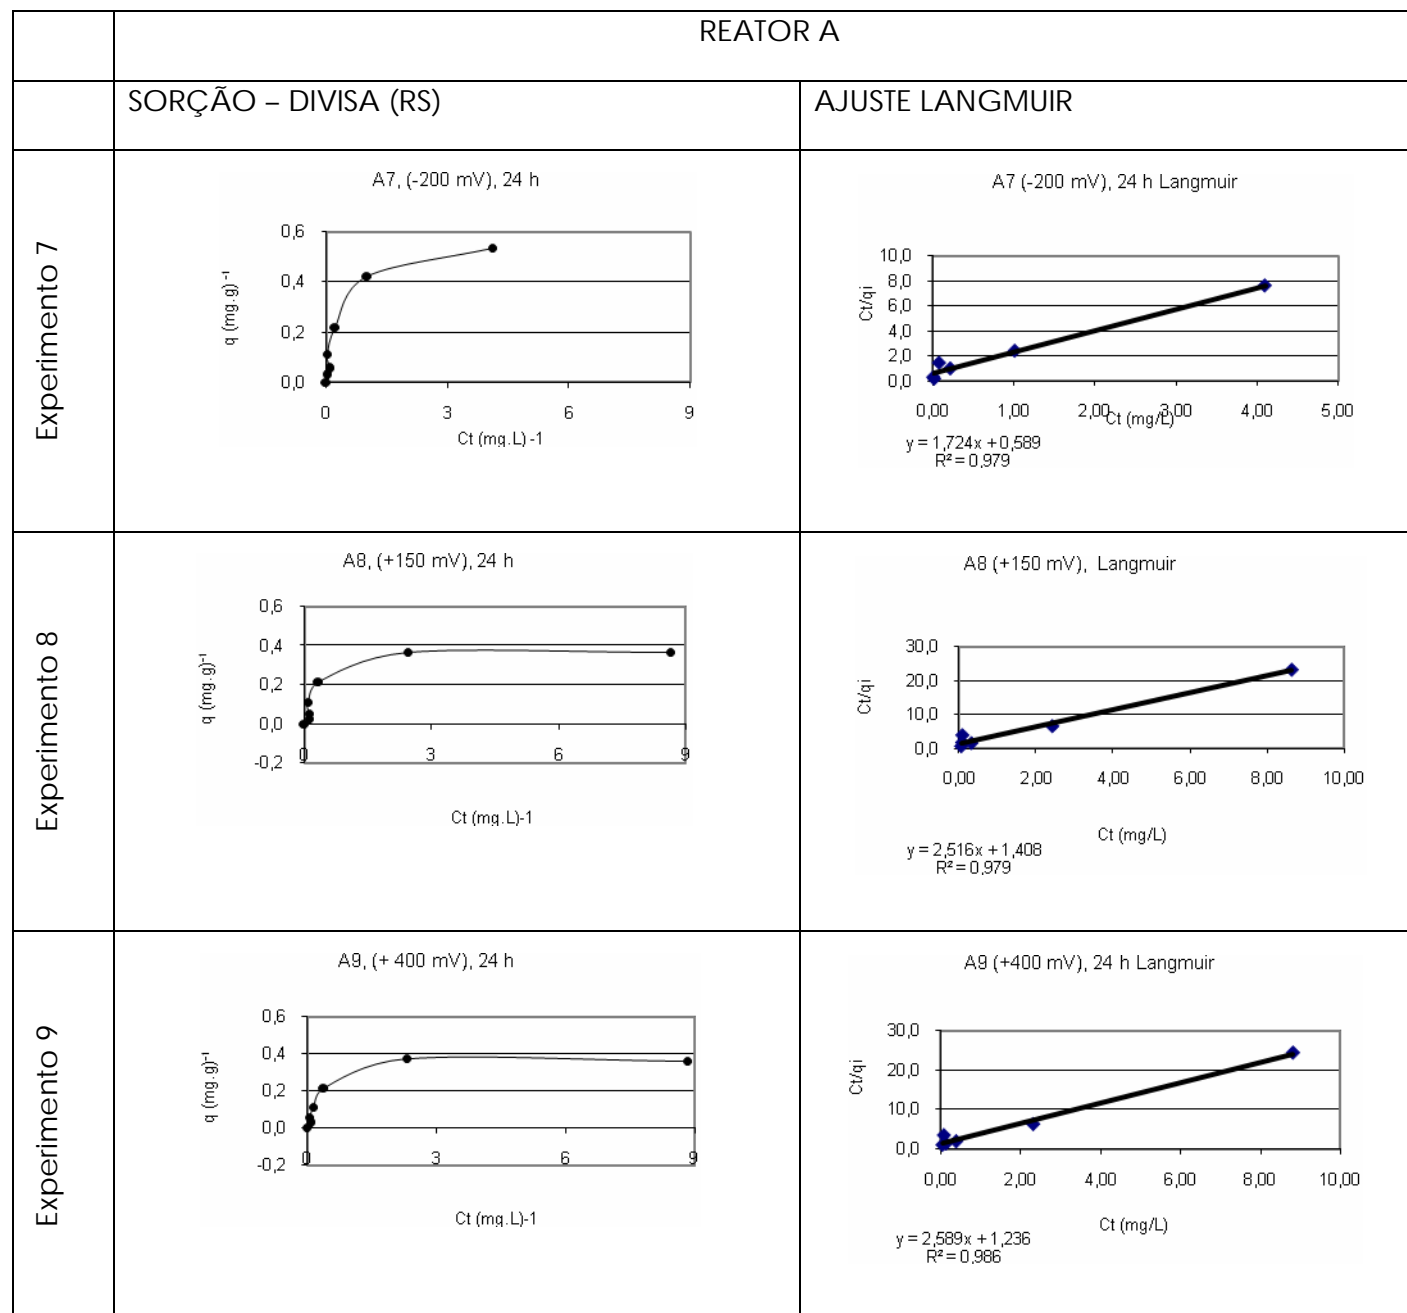 REATOR A
SORÇÃO – DIVISA (RS)
AJUSTE LANGMUIR
Experimento 7
A7, (-200 mV), 24 h
q (mg.g)⁻¹
0,6
0,4
0,2
0,0
0 3 6 9
Ct (mg.L) -1
A7 (-200 mV), 24 h Langmuir
Ct/qi
10,0
8,0
6,0
4,0
2,0
0,0
0,00 1,00 2,00 3,00 4,00 5,00
Ct (mg/L)
y = 1,724x + 0,589
R² = 0,979
Experimento 8
A8, (+150 mV), 24 h
q (mg.g)⁻¹
0,6
0,4
0,2
0,0
-0,2
0 3 6 9
Ct (mg.L)-1
A8 (+150 mV), Langmuir
Ct/qi
30,0
20,0
10,0
0,0
0,00 2,00 4,00 6,00 8,00 10,00
Ct (mg/L)
y = 2,516x + 1,408
R² = 0,979
Experimento 9
A9, (+ 400 mV), 24 h
q (mg.g)⁻¹
0,6
0,4
0,2
0,0
-0,2
0 3 6 9
Ct (mg.L)-1
A9 (+400 mV), 24 h Langmuir
Ct/qi
30,0
20,0
10,0
0,0
0,00 2,00 4,00 6,00 8,00 10,00
Ct (mg/L)
y = 2,589x + 1,236
R² = 0,986